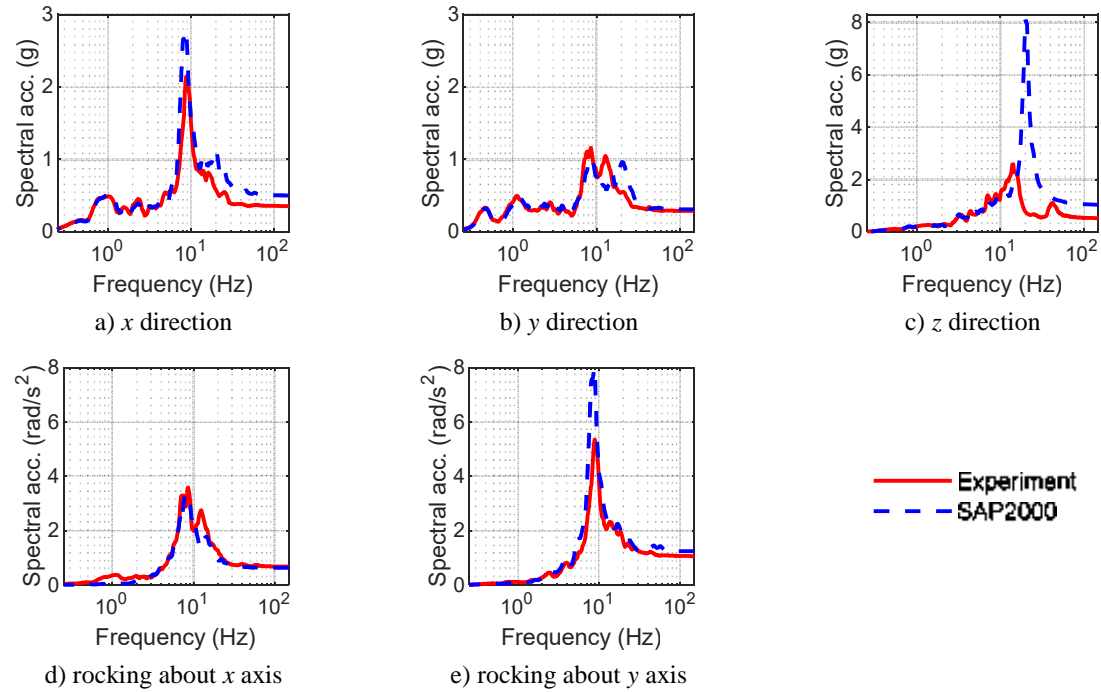 3
2
1
0
Spectral acc. (g)
10^0 10^1 10^2
Frequency (Hz)
a) x direction
3
2
1
0
Spectral acc. (g)
10^0 10^1 10^2
Frequency (Hz)
b) y direction
8
6
4
2
0
Spectral acc. (g)
10^0 10^1 10^2
Frequency (Hz)
c) z direction
8
6
4
2
0
Spectral acc. (rad/s^2)
10^0 10^1 10^2
Frequency (Hz)
d) rocking about x axis
8
6
4
2
0
Spectral acc. (rad/s^2)
10^0 10^1 10^2
Frequency (Hz)
e) rocking about y axis
Experiment
SAP2000